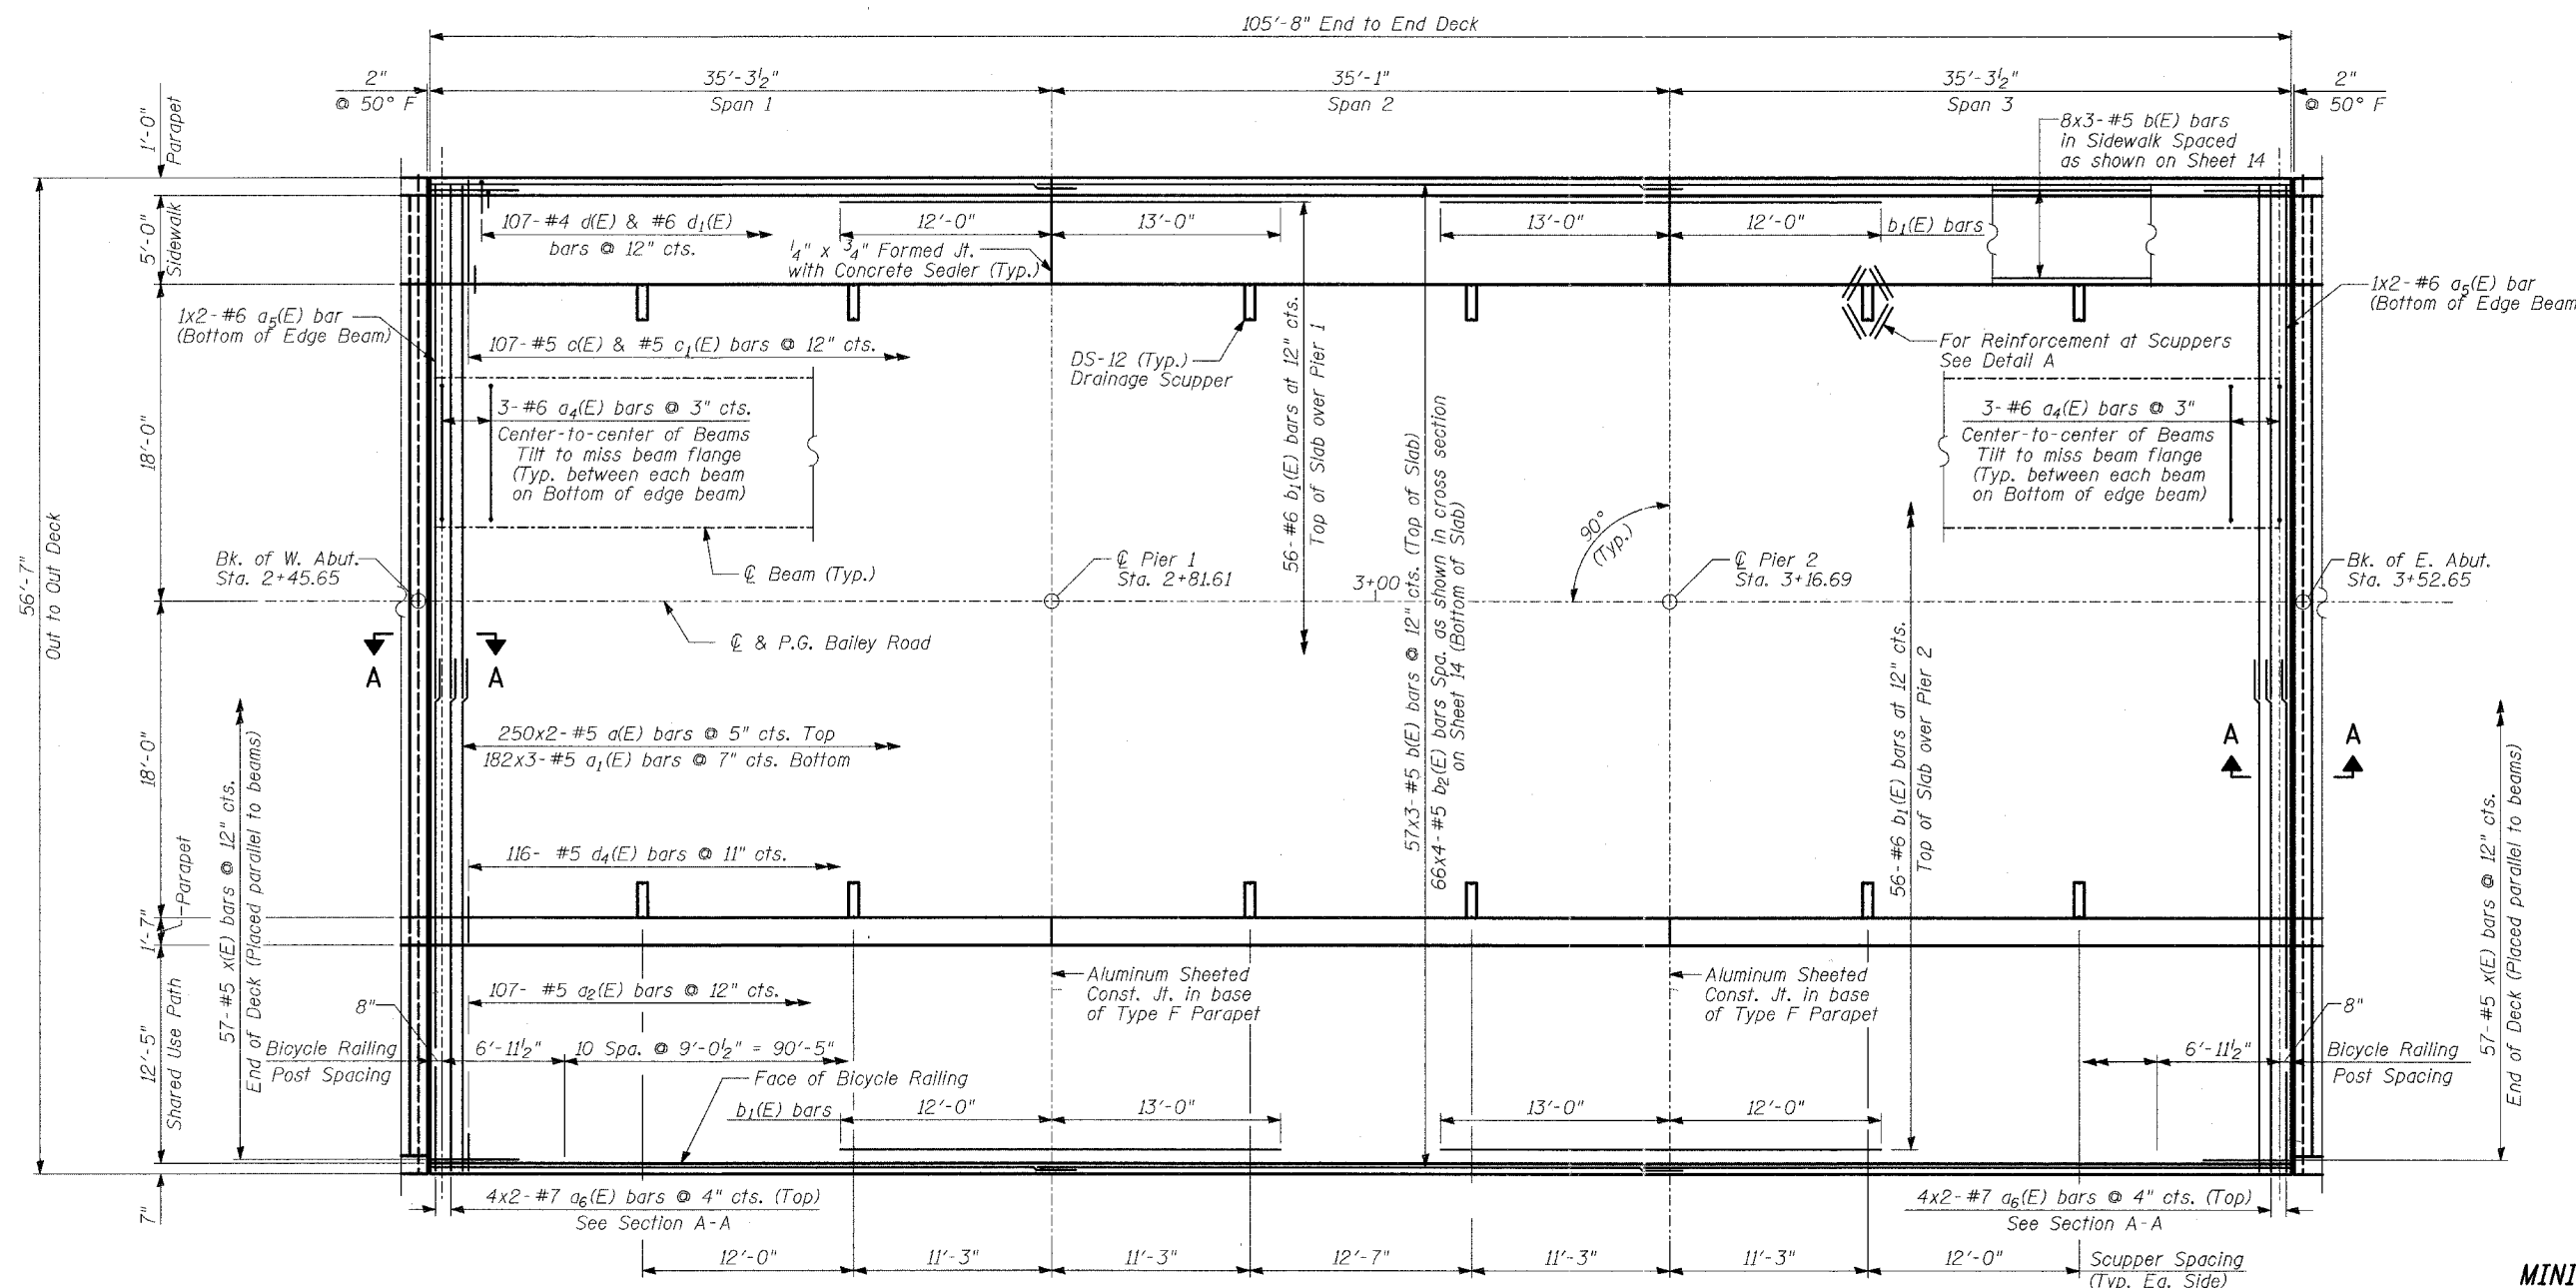 105'-8" End to End Deck
2"
@ 50° F
35'-3½"
Span 1
35'-1"
Span 2
35'-3½"
Span 3
2"
@ 50° F
1'-0"
Parapet
8x3-#5 b(E) bars
in Sidewalk Spaced
as shown on Sheet 14
5'-0"
Sidewalk
107-#4 d(E) & #6 d₁(E)
bars @ 12" cts.
12'-0"
13'-0"
13'-0"
12'-0"
b₁(E) bars
¼" x ¾" Formed Jt.
with Concrete Sealer (Typ.)
1x2-#6 a₅(E) bar
(Bottom of Edge Beam)
1x2-#6 a₅(E) bar
(Bottom of Edge Beam
107-#5 c(E) & #5 c₁(E) bars @ 12" cts.
DS-12 (Typ.)
Drainage Scupper
56-#6 b₁(E) bars at 12" cts.
Top of Slab over Pier 1
For Reinforcement at Scuppers
See Detail A
18'-0"
3-#6 a₄(E) bars @ 3" cts.
Center-to-center of Beams
Tilt to miss beam flange
(Typ. between each beam
on Bottom of edge beam)
57x3-#5 b(E) bars @ 12" cts. (Top of Slab)
66x4-#5 b₂(E) bars Spa. as shown in cross section
on Sheet 14 (Bottom of Slab)
3-#6 a₄(E) bars @ 3"
Center-to-center of Beams
Tilt to miss beam flange
(Typ. between each beam
on Bottom of edge beam)
56'-7"
Out to Out Deck
Bk. of W. Abut.
Sta. 2+45.65
℄ Beam (Typ.)
℄ Pier 1
Sta. 2+81.61
3+00
90°
(Typ.)
℄ Pier 2
Sta. 3+16.69
Bk. of E. Abut.
Sta. 3+52.65
℄ & P.G. Bailey Road
A
A
A
A
18'-0"
250x2-#5 a(E) bars @ 5" cts. Top
182x3-#5 a₁(E) bars @ 7" cts. Bottom
56-#6 b₁(E) bars at 12" cts.
Top of Slab over Pier 2
57-#5 x(E) bars @ 12" cts.
End of Deck (Placed parallel to beams)
57-#5 x(E) bars @ 12" cts.
End of Deck (Placed parallel to beams)
116- #5 d₄(E) bars @ 11" cts.
1'-7"
Parapet
12'-5"
Shared Use Path
107- #5 a₂(E) bars @ 12" cts.
Aluminum Sheeted
Const. Jt. in base
of Type F Parapet
Aluminum Sheeted
Const. Jt. in base
of Type F Parapet
8"
8"
Bicycle Railing
Post Spacing
6'-11½"
10 Spa. @ 9'-0½" = 90'-5"
6'-11½"
Bicycle Railing
Post Spacing
Face of Bicycle Railing
b₁(E) bars
12'-0"
13'-0"
13'-0"
12'-0"
7"
4x2-#7 a₆(E) bars @ 4" cts. (Top)
See Section A-A
4x2-#7 a₆(E) bars @ 4" cts. (Top)
See Section A-A
12'-0"
11'-3"
11'-3"
12'-7"
11'-3"
11'-3"
12'-0"
Scupper Spacing
(Typ. Ea. Side)
MINI